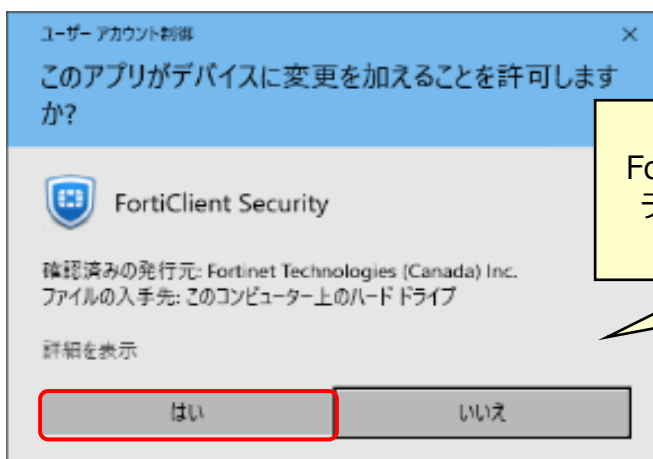 ユーザー アカウント制御
このアプリがデバイスに変更を加えることを許可します
か?
FortiClient Security
確認済みの発行元: Fortinet Technologies (Canada) Inc.
ファイルの入手先: このコンピューター上のハード ドライブ
詳細を表示
はい
いいえ